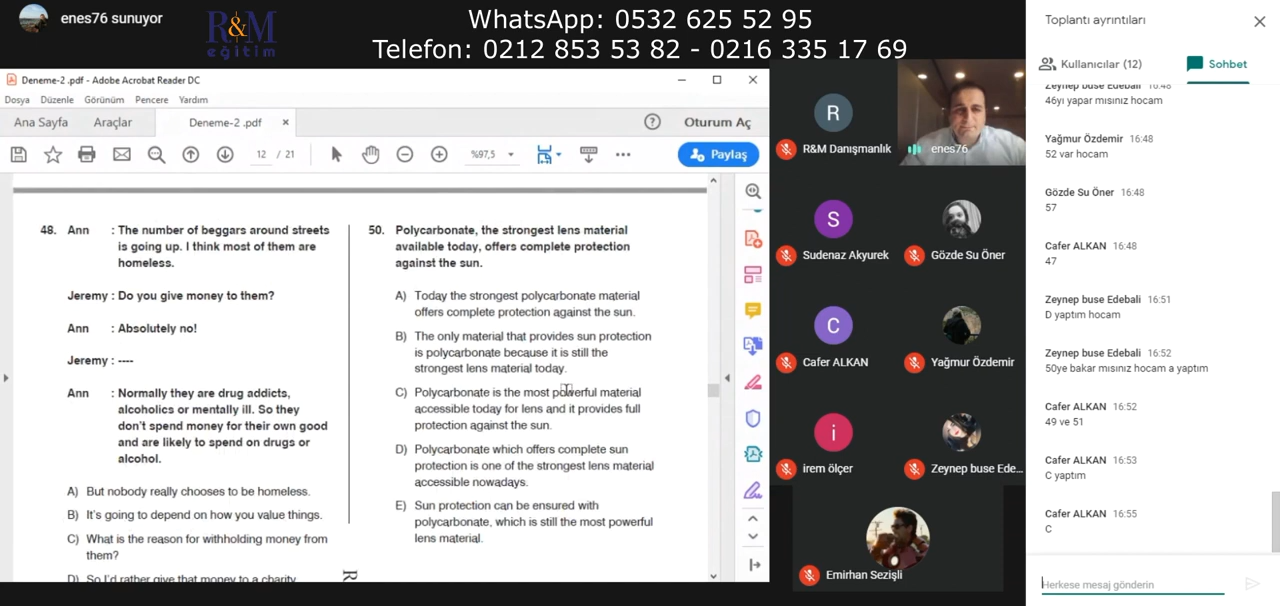 enes76 sunuyor
R&M
eğitim
WhatsApp: 0532 625 52 95
Telefon: 0212 853 53 82 - 0216 335 17 69
Deneme-2 .pdf - Adobe Acrobat Reader DC
Dosya Düzenle Görünüm Pencere Yardım
Ana Sayfa Araçlar Deneme-2 .pdf × Oturum Aç
12 / 21 %97,5 Paylaş
48. Ann : The number of beggars around streets
is going up. I think most of them are
homeless.
Jeremy : Do you give money to them?
Ann : Absolutely no!
Jeremy : ----
Ann : Normally they are drug addicts,
alcoholics or mentally ill. So they
don't spend money for their own good
and are likely to spend on drugs or
alcohol.
A) But nobody really chooses to be homeless.
B) It's going to depend on how you value things.
C) What is the reason for withholding money from
them?
D) So I'd rather give that money to a charity
50. Polycarbonate, the strongest lens material
available today, offers complete protection
against the sun.
A) Today the strongest polycarbonate material
offers complete protection against the sun.
B) The only material that provides sun protection
is polycarbonate because it is still the
strongest lens material today.
C) Polycarbonate is the most powerful material
accessible today for lens and it provides full
protection against the sun.
D) Polycarbonate which offers complete sun
protection is one of the strongest lens material
accessible nowadays.
E) Sun protection can be ensured with
polycarbonate, which is still the most powerful
lens material.
R
R
R&M Danışmanlık
enes76
S
Sudenaz Akyurek
Gözde Su Öner
C
Cafer ALKAN
Yağmur Özdemir
i
irem ölçer
Zeynep buse Ede...
Emirhan Sezişli
Toplantı ayrıntıları
Kullanıcılar (12) Sohbet
Zeynep buse Edebali 16:48
46yı yapar mısınız hocam
Yağmur Özdemir 16:48
52 var hocam
Gözde Su Öner 16:48
57
Cafer ALKAN 16:48
47
Zeynep buse Edebali 16:51
D yaptım hocam
Zeynep buse Edebali 16:52
50ye bakar mısınız hocam a yaptım
Cafer ALKAN 16:52
49 ve 51
Cafer ALKAN 16:53
C yaptım
Cafer ALKAN 16:55
C
Herkese mesaj gönderin